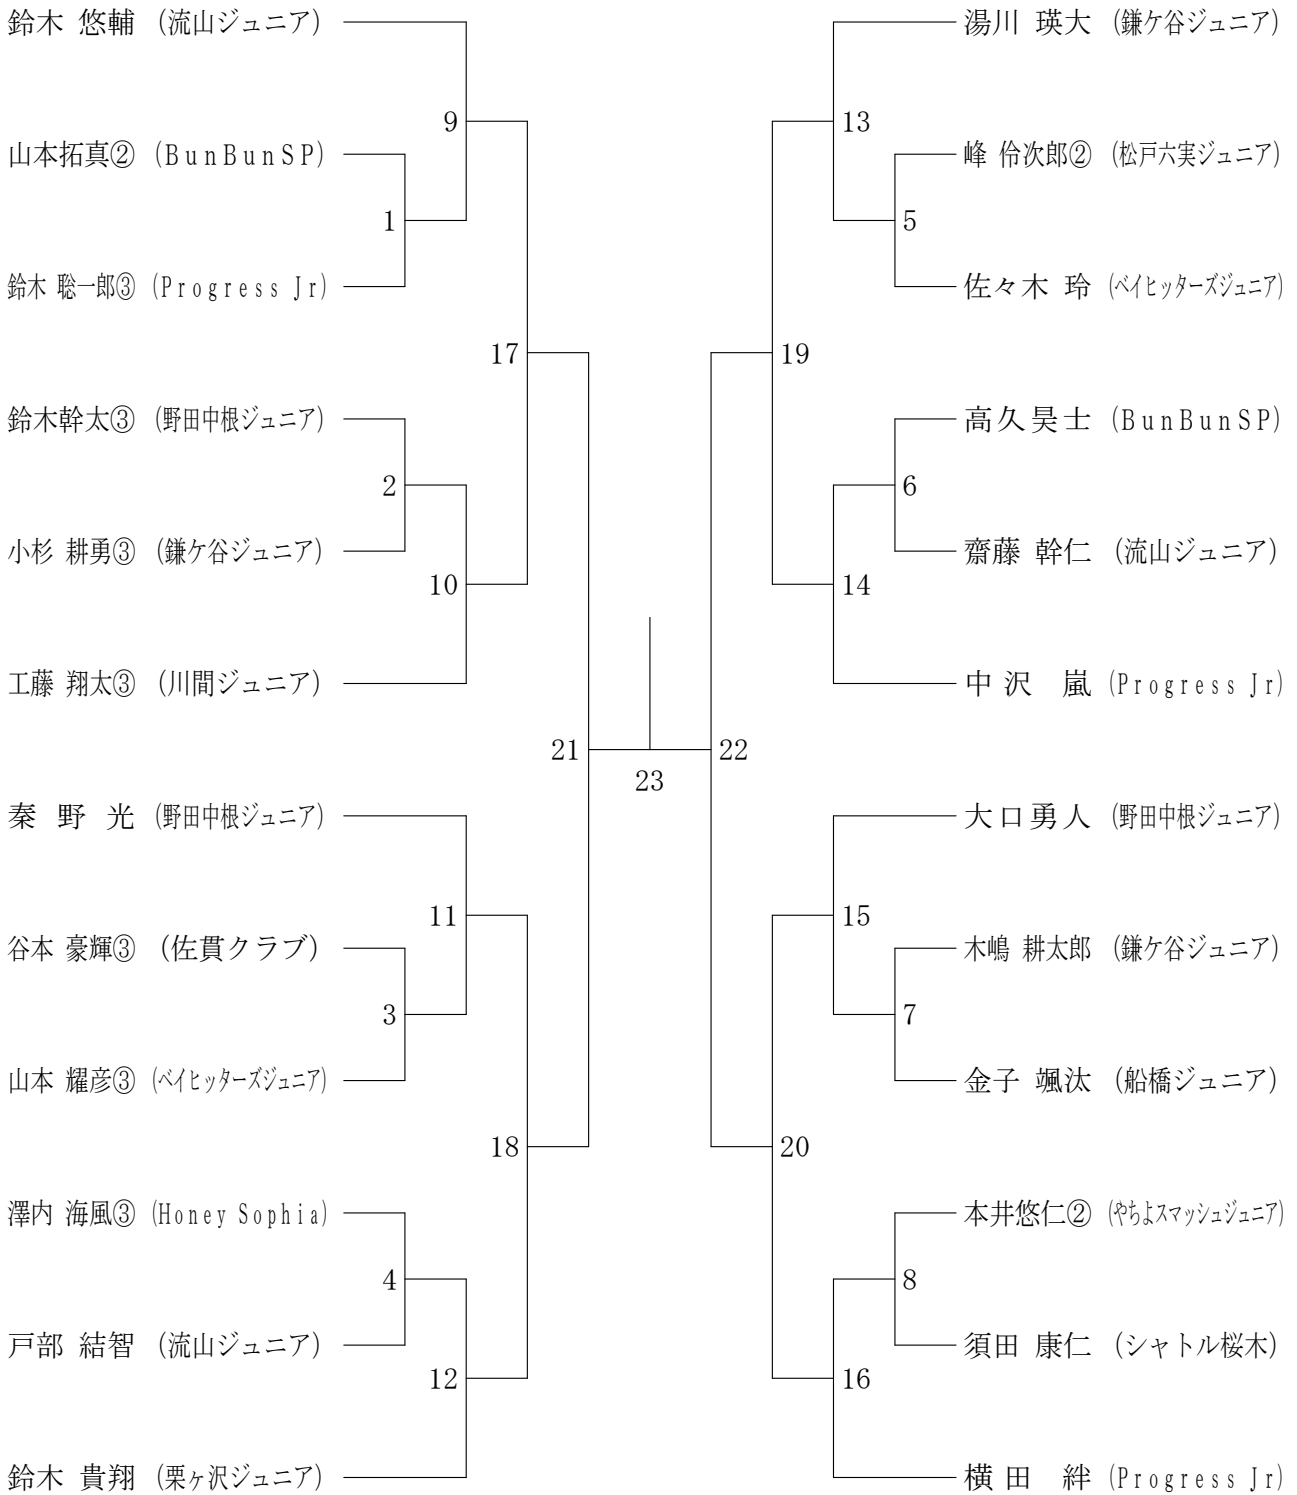 鈴木 悠輔 (流山ジュニア)
9
山本拓真② (BunBunSP)
1
鈴木 聡一郎③ (Progress Jr)
17
鈴木幹太③ (野田中根ジュニア)
2
小杉 耕勇③ (鎌ケ谷ジュニア)
10
工藤 翔太③ (川間ジュニア)
21
秦 野 光 (野田中根ジュニア)
11
谷本 豪輝③ (佐貫クラブ)
3
山本 耀彦③ (ベイヒッターズジュニア)
18
澤内 海風③ (Honey Sophia)
4
戸部 結智 (流山ジュニア)
12
鈴木 貴翔 (栗ヶ沢ジュニア)
23
湯川 瑛大 (鎌ケ谷ジュニア)
13
峰 伶次郎② (松戸六実ジュニア)
5
佐々木 玲 (ベイヒッターズジュニア)
19
高久昊士 (BunBunSP)
6
齋藤 幹仁 (流山ジュニア)
14
中沢 嵐 (Progress Jr)
22
大口勇人 (野田中根ジュニア)
15
木嶋 耕太郎 (鎌ケ谷ジュニア)
7
金子 颯汰 (船橋ジュニア)
20
本井悠仁② (やちよスマッシュジュニア)
8
須田 康仁 (シャトル桜木)
16
横田 絆 (Progress Jr)